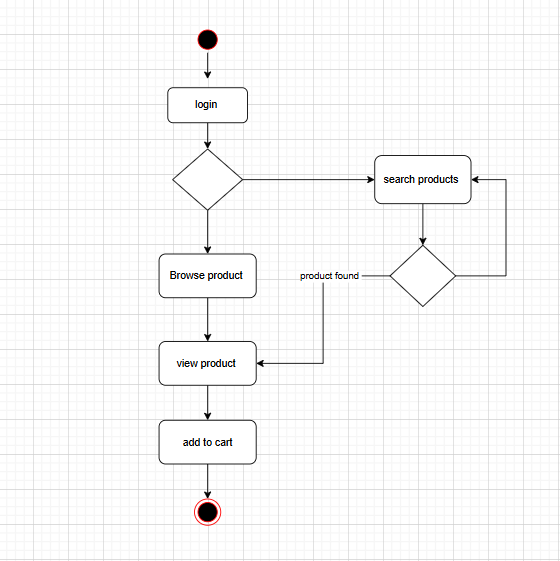 login
search products
Browse product
product found
view product
add to cart